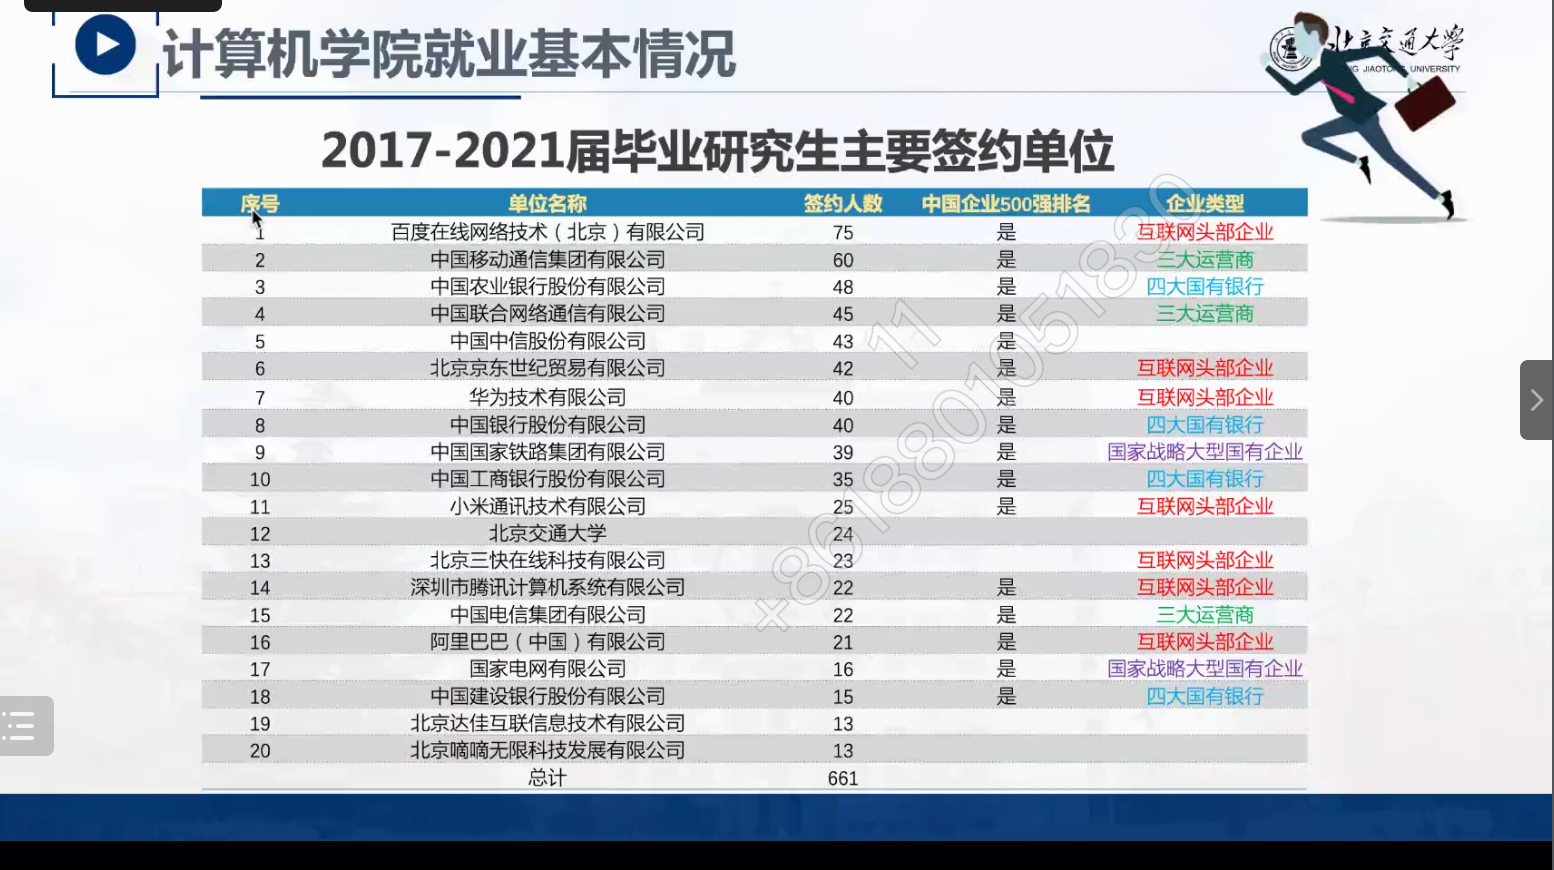 计算机学院就业基本情况
北京交通大学
JIAOTONG UNIVERSITY
2017-2021届毕业研究生主要签约单位
序号 单位名称 签约人数 中国企业500强排名 企业类型
1 百度在线网络技术（北京）有限公司 75 是 互联网头部企业
2 中国移动通信集团有限公司 60 是 三大运营商
3 中国农业银行股份有限公司 48 是 四大国有银行
4 中国联合网络通信有限公司 45 是 三大运营商
5 中国中信股份有限公司 43 是
6 北京京东世纪贸易有限公司 42 是 互联网头部企业
7 华为技术有限公司 40 是 互联网头部企业
8 中国银行股份有限公司 40 是 四大国有银行
9 中国国家铁路集团有限公司 39 是 国家战略大型国有企业
10 中国工商银行股份有限公司 35 是 四大国有银行
11 小米通讯技术有限公司 25 是 互联网头部企业
12 北京交通大学 24
13 北京三快在线科技有限公司 23 互联网头部企业
14 深圳市腾讯计算机系统有限公司 22 是 互联网头部企业
15 中国电信集团有限公司 22 是 三大运营商
16 阿里巴巴（中国）有限公司 21 是 互联网头部企业
17 国家电网有限公司 16 是 国家战略大型国有企业
18 中国建设银行股份有限公司 15 是 四大国有银行
19 北京达佳互联信息技术有限公司 13
20 北京嘀嘀无限科技发展有限公司 13
总计 661
11
+8618801051830